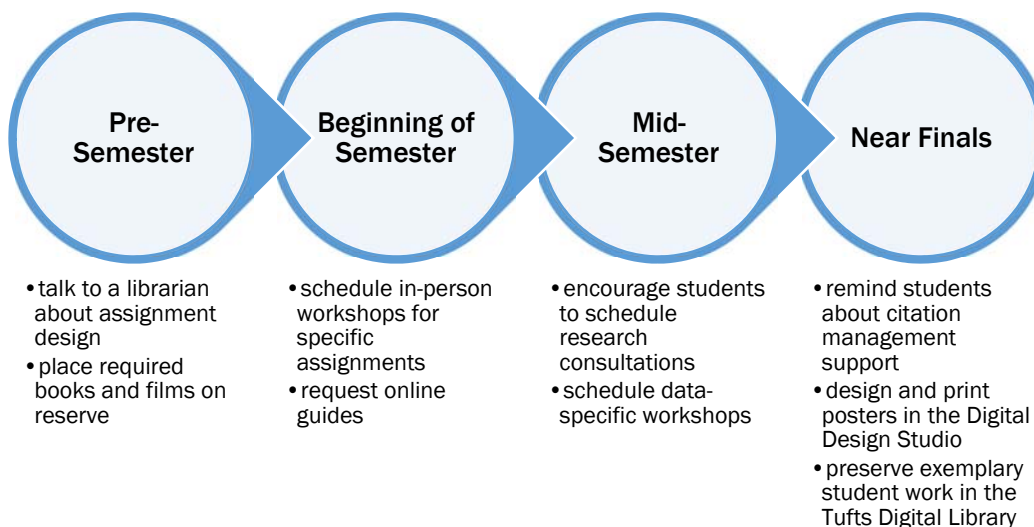 Pre-
Semester
Beginning of
Semester
Mid-
Semester
Near Finals
•talk to a librarian
about assignment
design
•place required
books and films on
reserve
•schedule in-person
workshops for
specific
assignments
•request online
guides
•encourage students
to schedule
research
consultations
•schedule data-
specific workshops
•remind students
about citation
management
support
•design and print
posters in the Digital
Design Studio
•preserve exemplary
student work in the
Tufts Digital Library